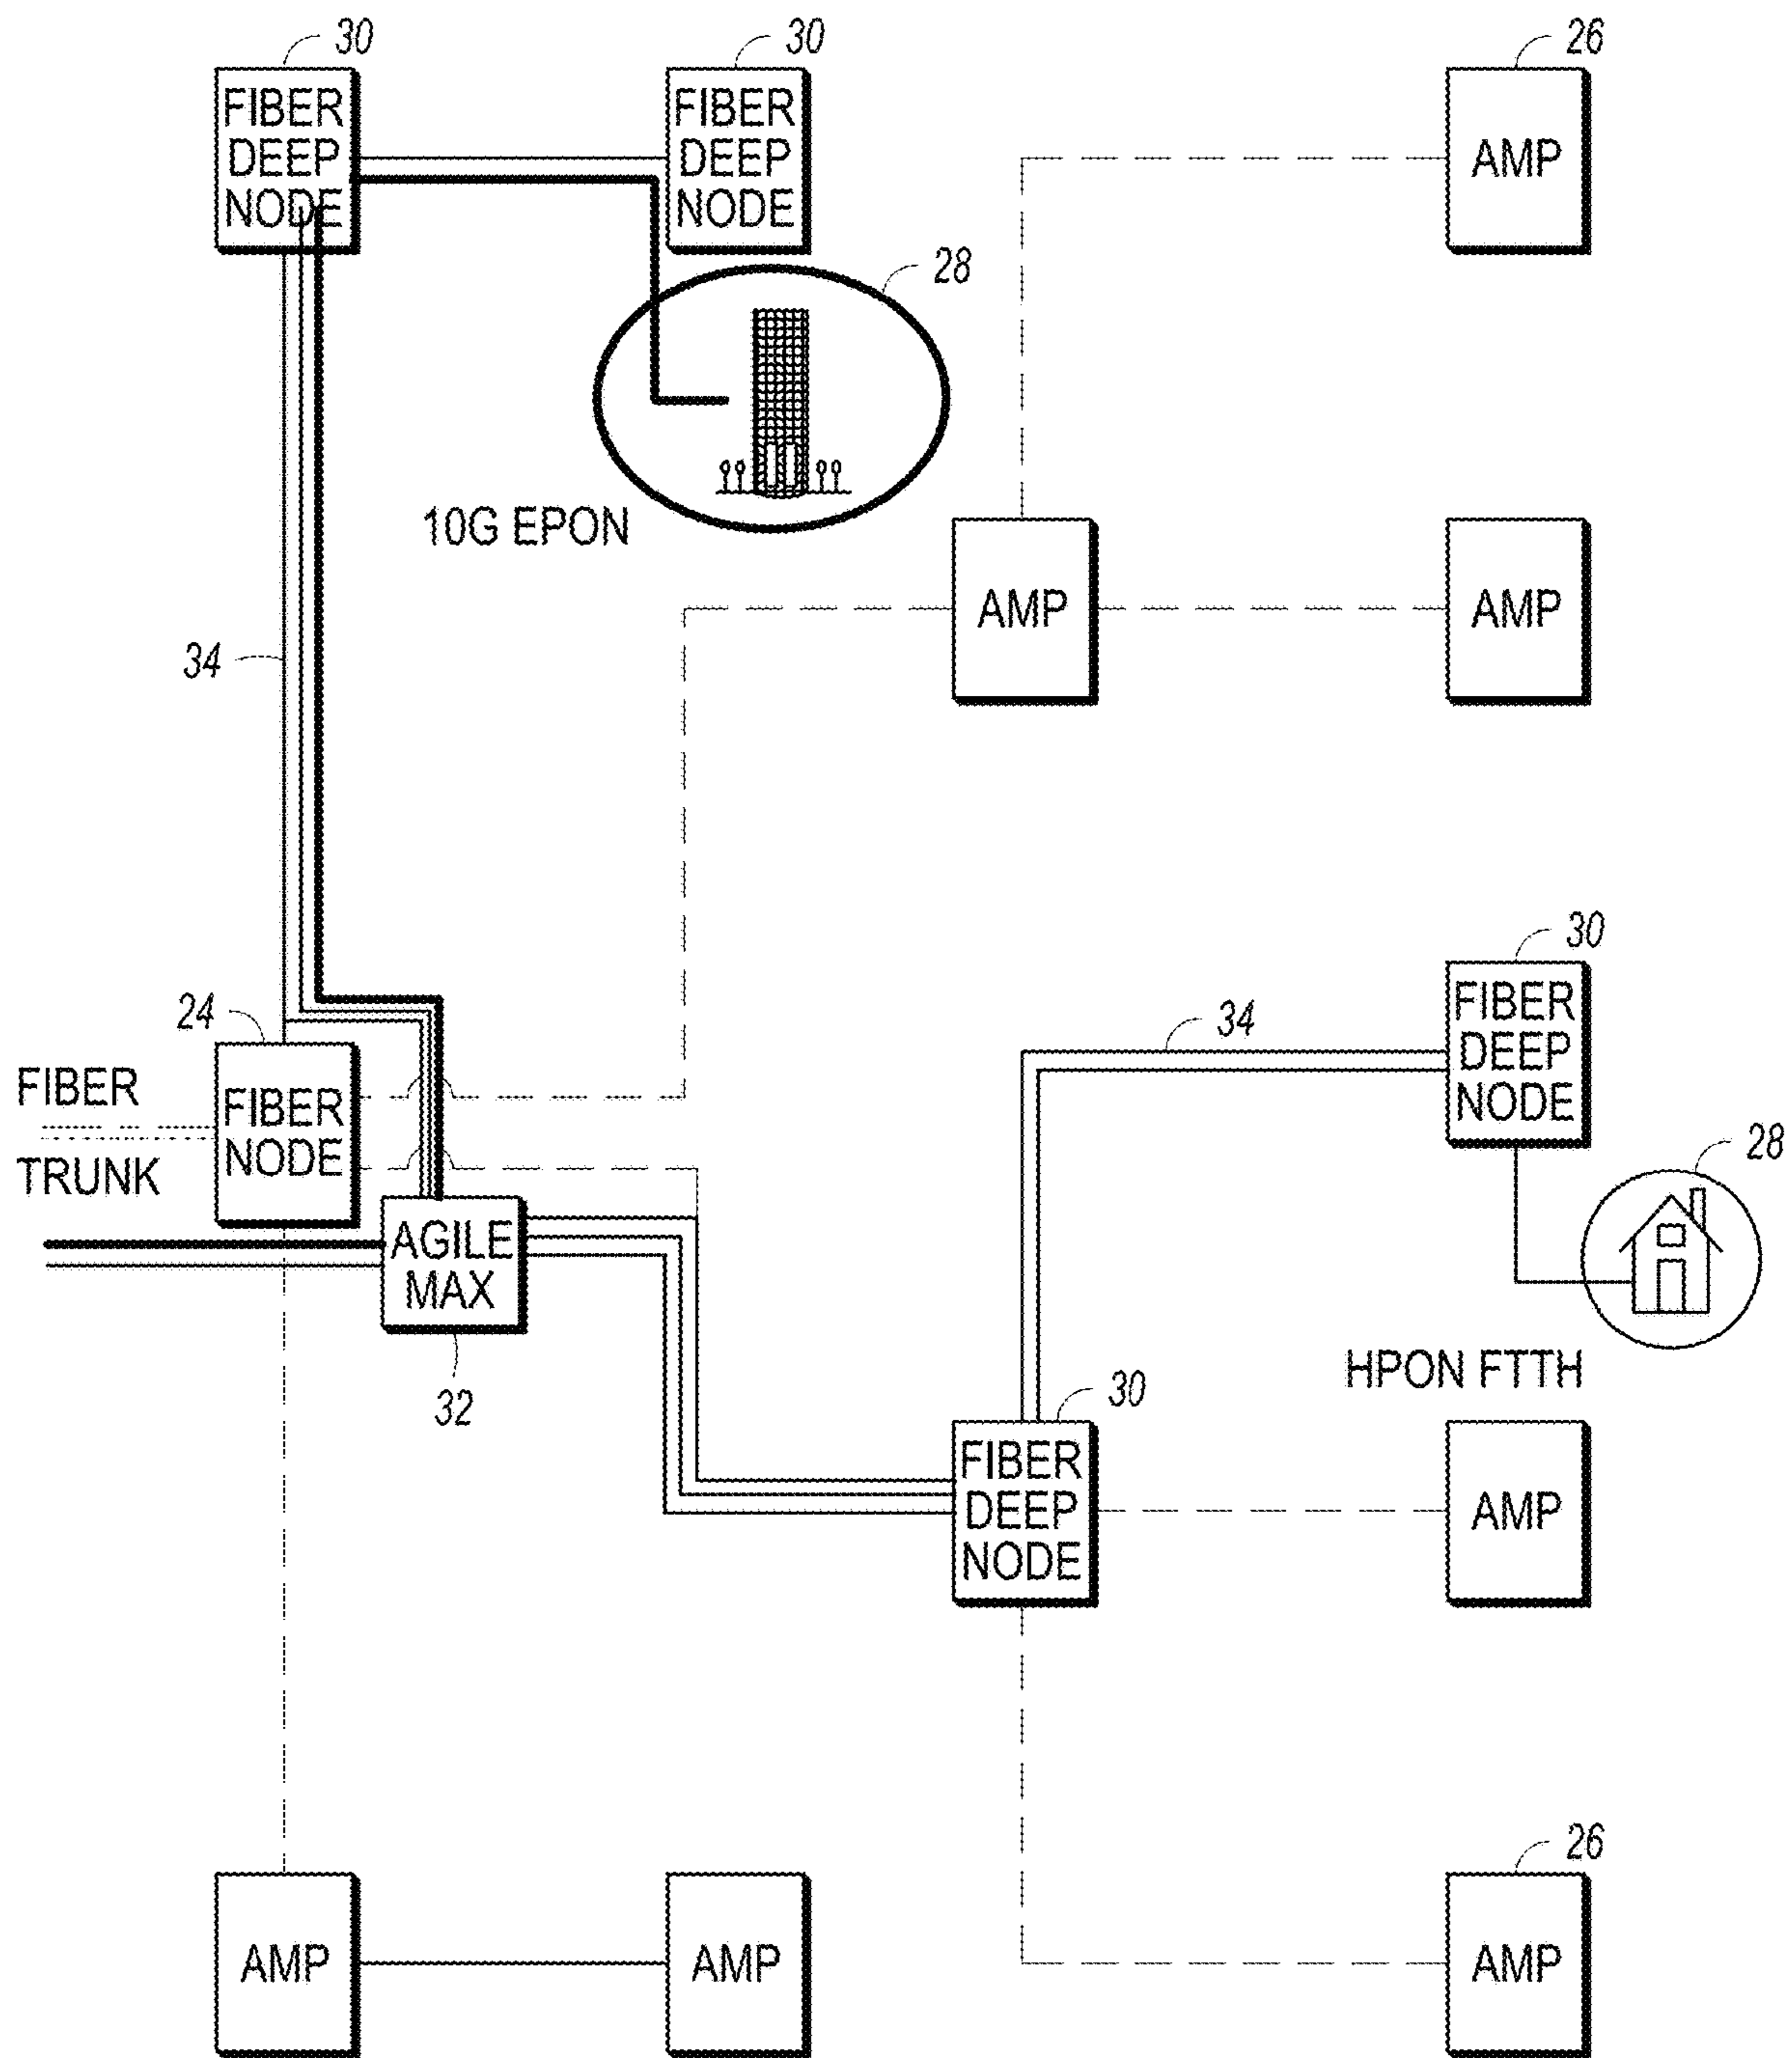 30
30
26
FIBER
DEEP
NODE
FIBER
DEEP
NODE
AMP
28
10G EPON
AMP
AMP
34
30
FIBER
DEEP
NODE
24
34
FIBER
TRUNK
FIBER
NODE
28
AGILE
MAX
HPON FTTH
32
30
FIBER
DEEP
NODE
AMP
26
AMP
AMP
AMP